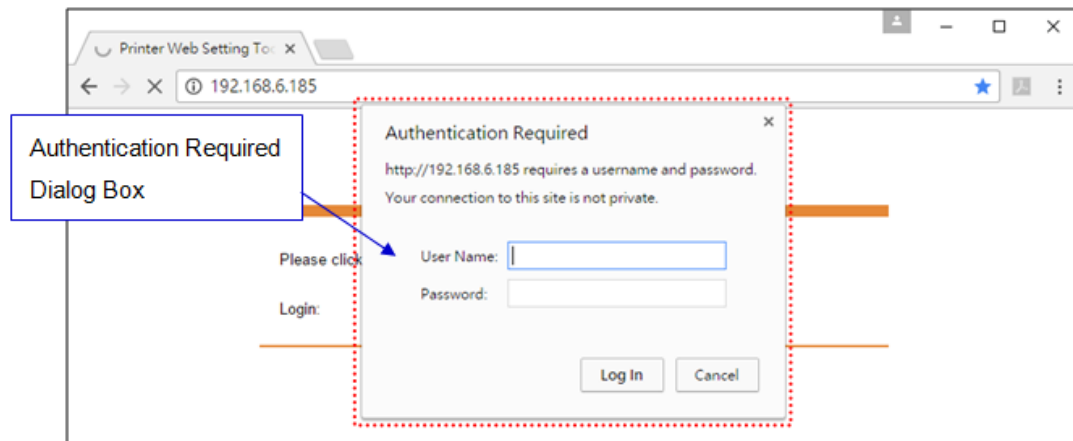 Printer Web Setting To
192.168.6.185
Authentication Required
Dialog Box
Authentication Required
http://192.168.6.185 requires a username and password.
Your connection to this site is not private.
Please click
User Name:
Login:
Password:
Log In
Cancel